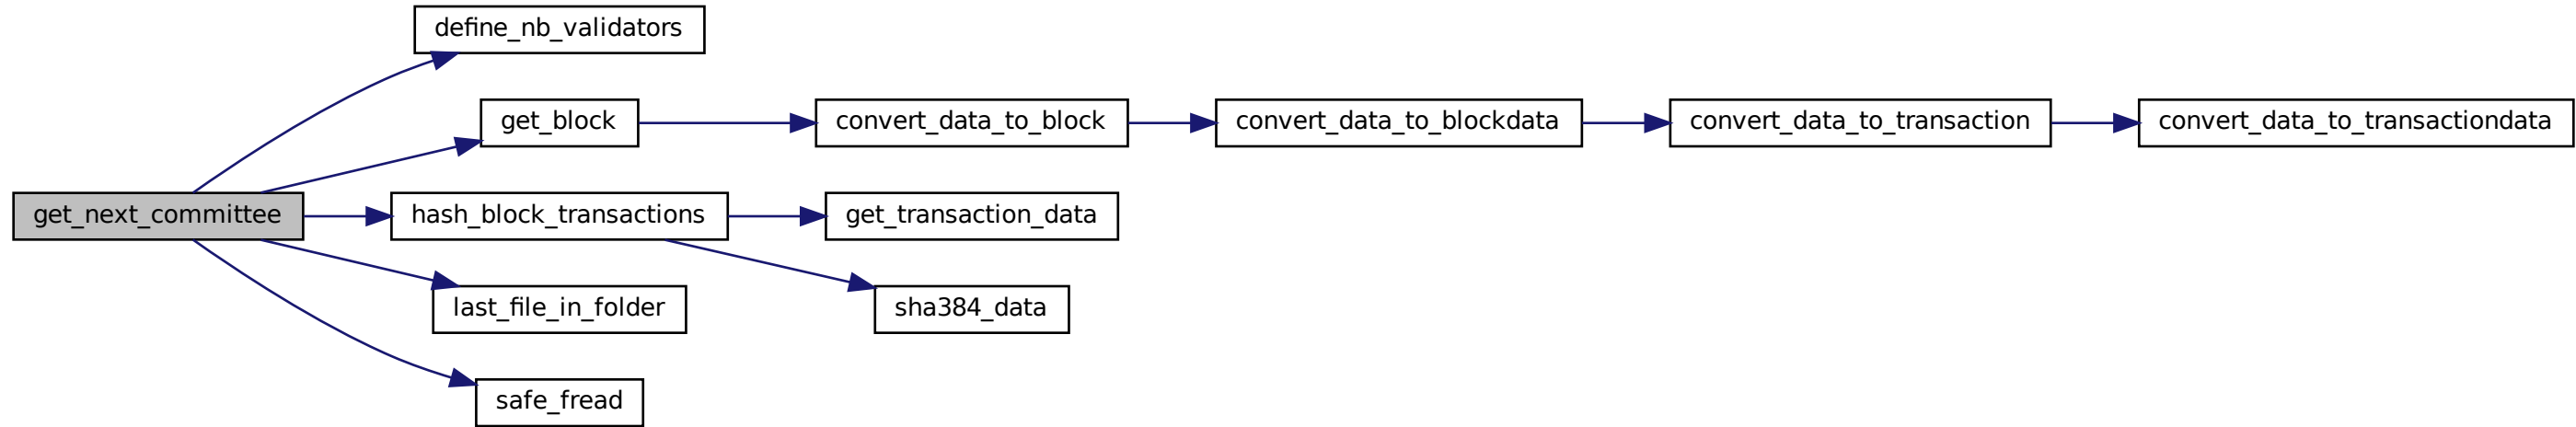 define_nb_validators
get_block
convert_data_to_block
convert_data_to_blockdata
convert_data_to_transaction
convert_data_to_transactiondata
get_next_committee
hash_block_transactions
get_transaction_data
last_file_in_folder
sha384_data
safe_fread